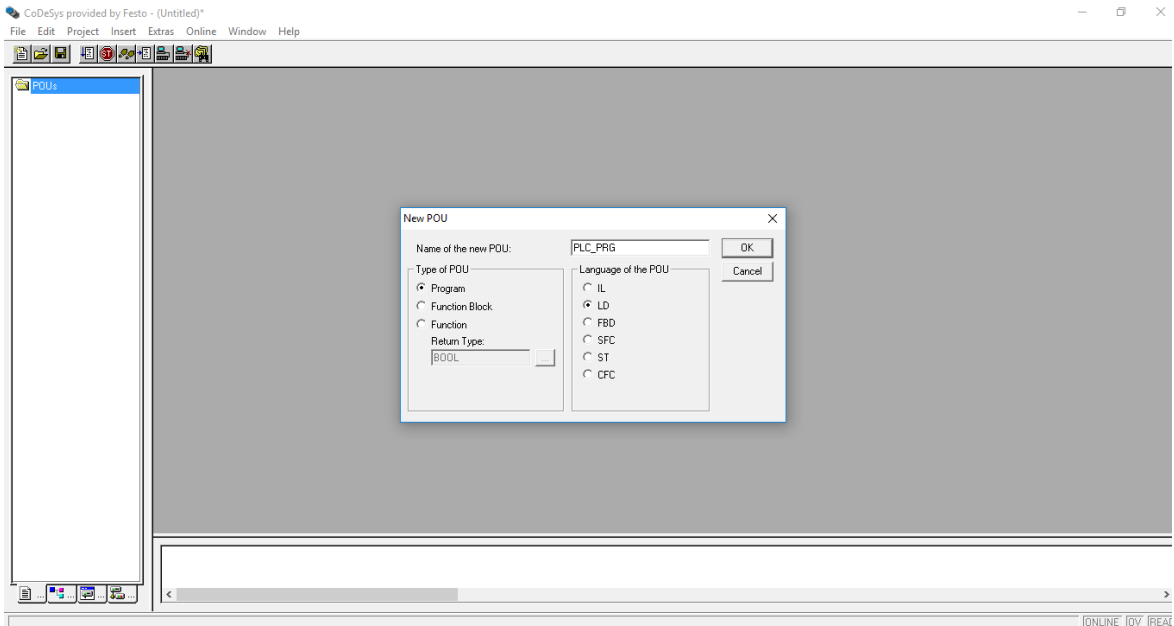 CoDeSys provided by Festo - (Untitled)*
File Edit Project Insert Extras Online Window Help
POUs
New POU
Name of the new POU: PLC_PRG OK
Type of POU Language of the POU Cancel
Program IL
Function Block LD
Function FBD
Return Type: SFC
BOOL ... ST
CFC
... ... ... ...
ONLINE OV READ